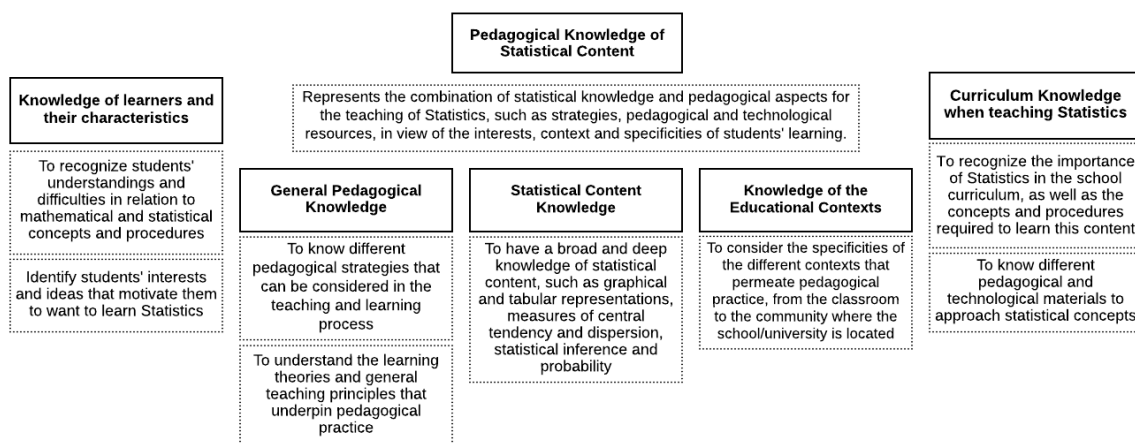 Pedagogical Knowledge of
Statistical Content
Represents the combination of statistical knowledge and pedagogical aspects for
the teaching of Statistics, such as strategies, pedagogical and technological
resources, in view of the interests, context and specificities of students' learning.
Knowledge of learners and
their characteristics
To recognize students'
understandings and
difficulties in relation to
mathematical and statistical
concepts and procedures
Identify students' interests
and ideas that motivate them
to want to learn Statistics
General Pedagogical
Knowledge
To know different
pedagogical strategies that
can be considered in the
teaching and learning
process
To understand the learning
theories and general
teaching principles that
underpin pedagogical
practice
Statistical Content
Knowledge
To have a broad and deep
knowledge of statistical
content, such as graphical
and tabular representations,
measures of central
tendency and dispersion,
statistical inference and
probability
Knowledge of the
Educational Contexts
To consider the specificities of
the different contexts that
permeate pedagogical
practice, from the classroom
to the community where the
school/university is located
Curriculum Knowledge
when teaching Statistics
To recognize the importance
of Statistics in the school
curriculum, as well as the
concepts and procedures
required to learn this content
To know different
pedagogical and
technological materials to
approach statistical concepts